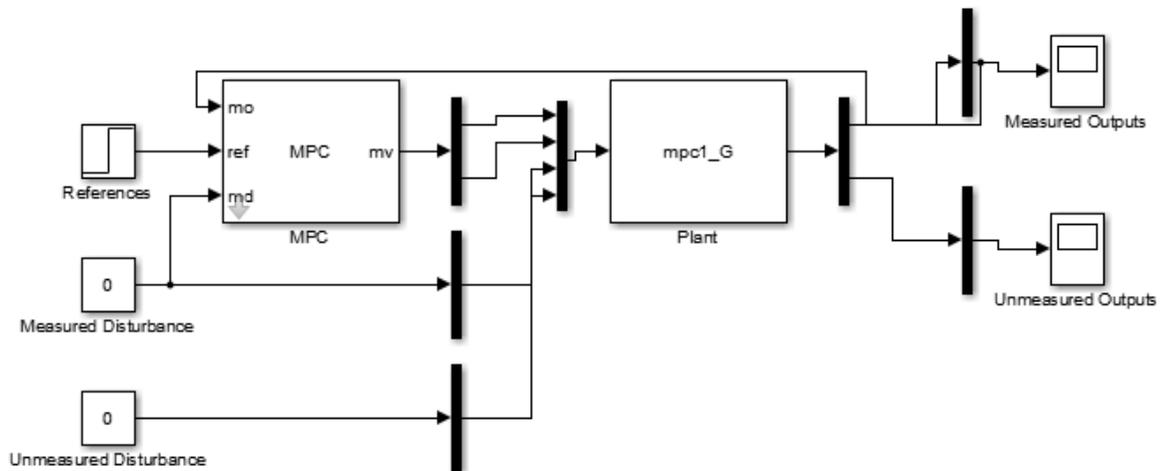 Measured Outputs
mo
ref
md
MPC
mv
MPC
References
mpc1_G
Plant
0
Measured Disturbance
Unmeasured Outputs
0
Unmeasured Disturbance